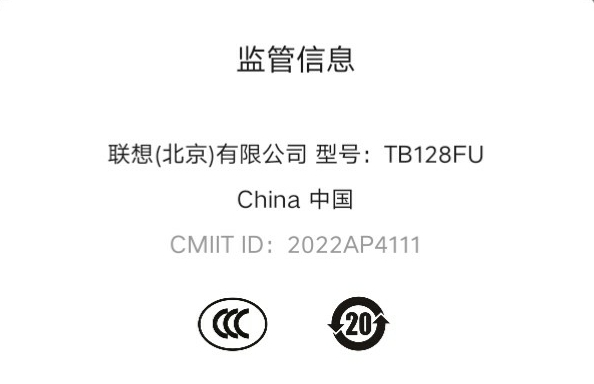 监管信息
联想(北京)有限公司 型号：TB128FU
China 中国
CMIIT ID：2022AP4111
CCC
20